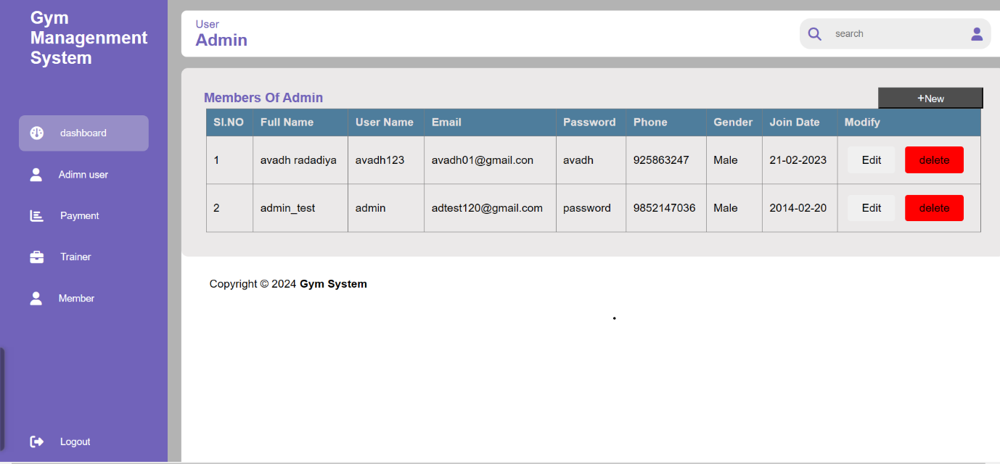 Gym
Managenment
System
dashboard
Adimn user
Payment
Trainer
Member
Logout
User
Admin
search
Members Of Admin
+New
Sl.NO Full Name User Name Email Password Phone Gender Join Date Modify
1 avadh radadiya avadh123 avadh01@gmail.con avadh 925863247 Male 21-02-2023 Edit delete
2 admin_test admin adtest120@gmail.com password 9852147036 Male 2014-02-20 Edit delete
Copyright © 2024 Gym System